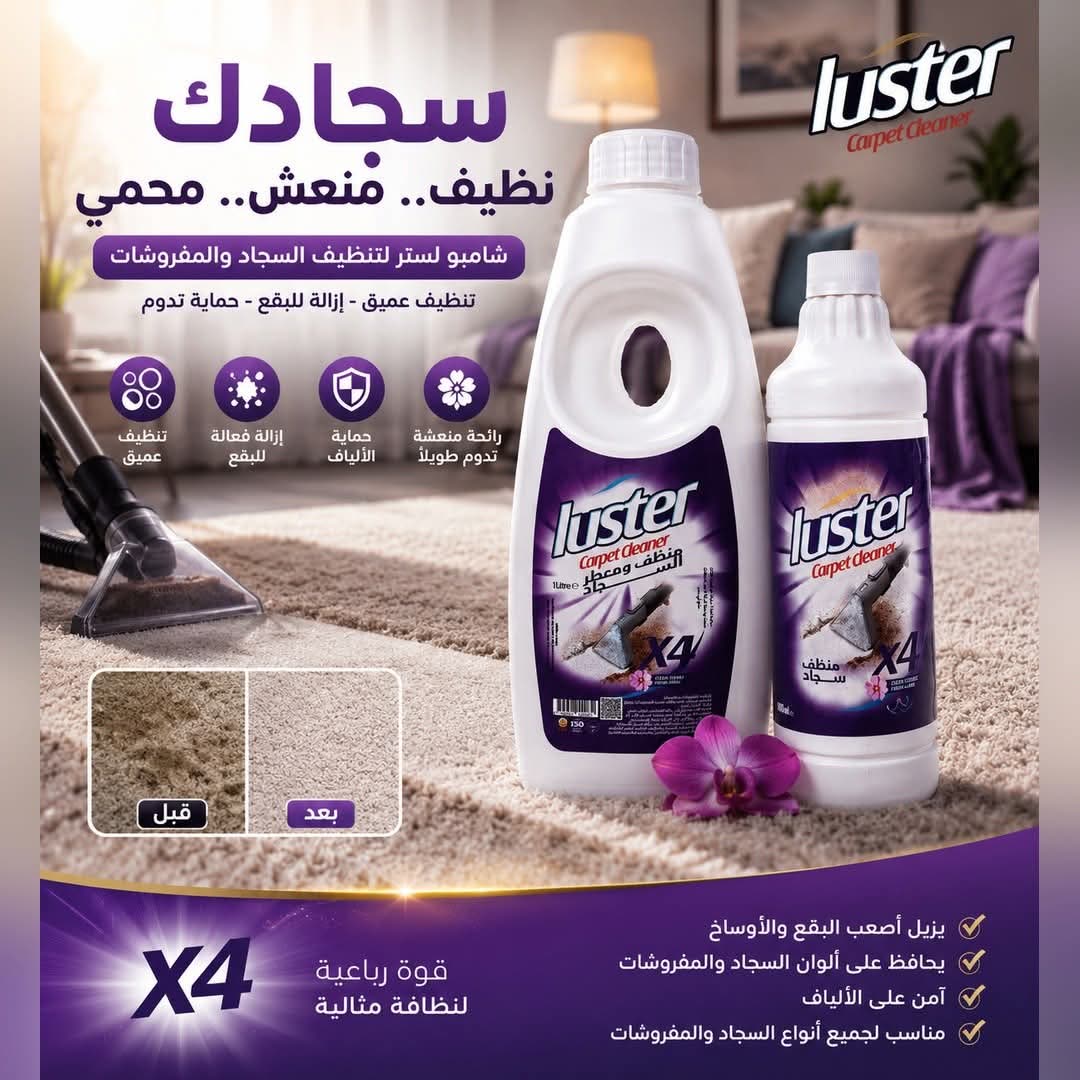 luster
Carpet Cleaner
سجادك
نظيف.. منعش.. محمي
شامبو لستر لتنظيف السجاد والمفروشات
تنظيف عميق - إزالة للبقع - حماية تدوم
رائحة منعشة
تدوم طويلاً
حماية
الألياف
إزالة فعالة
للبقع
تنظيف
عميق
luster
Carpet Cleaner
منظف ومعطر
الســـجاد
1 Litre e
X4
luster
Carpet Cleaner
منظف
سجاد
X4
قبل
بعد
X4
قوة رباعية
لنظافة مثالية
يزيل أصعب البقع والأوساخ
يحافظ على ألوان السجاد والمفروشات
آمن على الألياف
مناسب لجميع أنواع السجاد والمفروشات